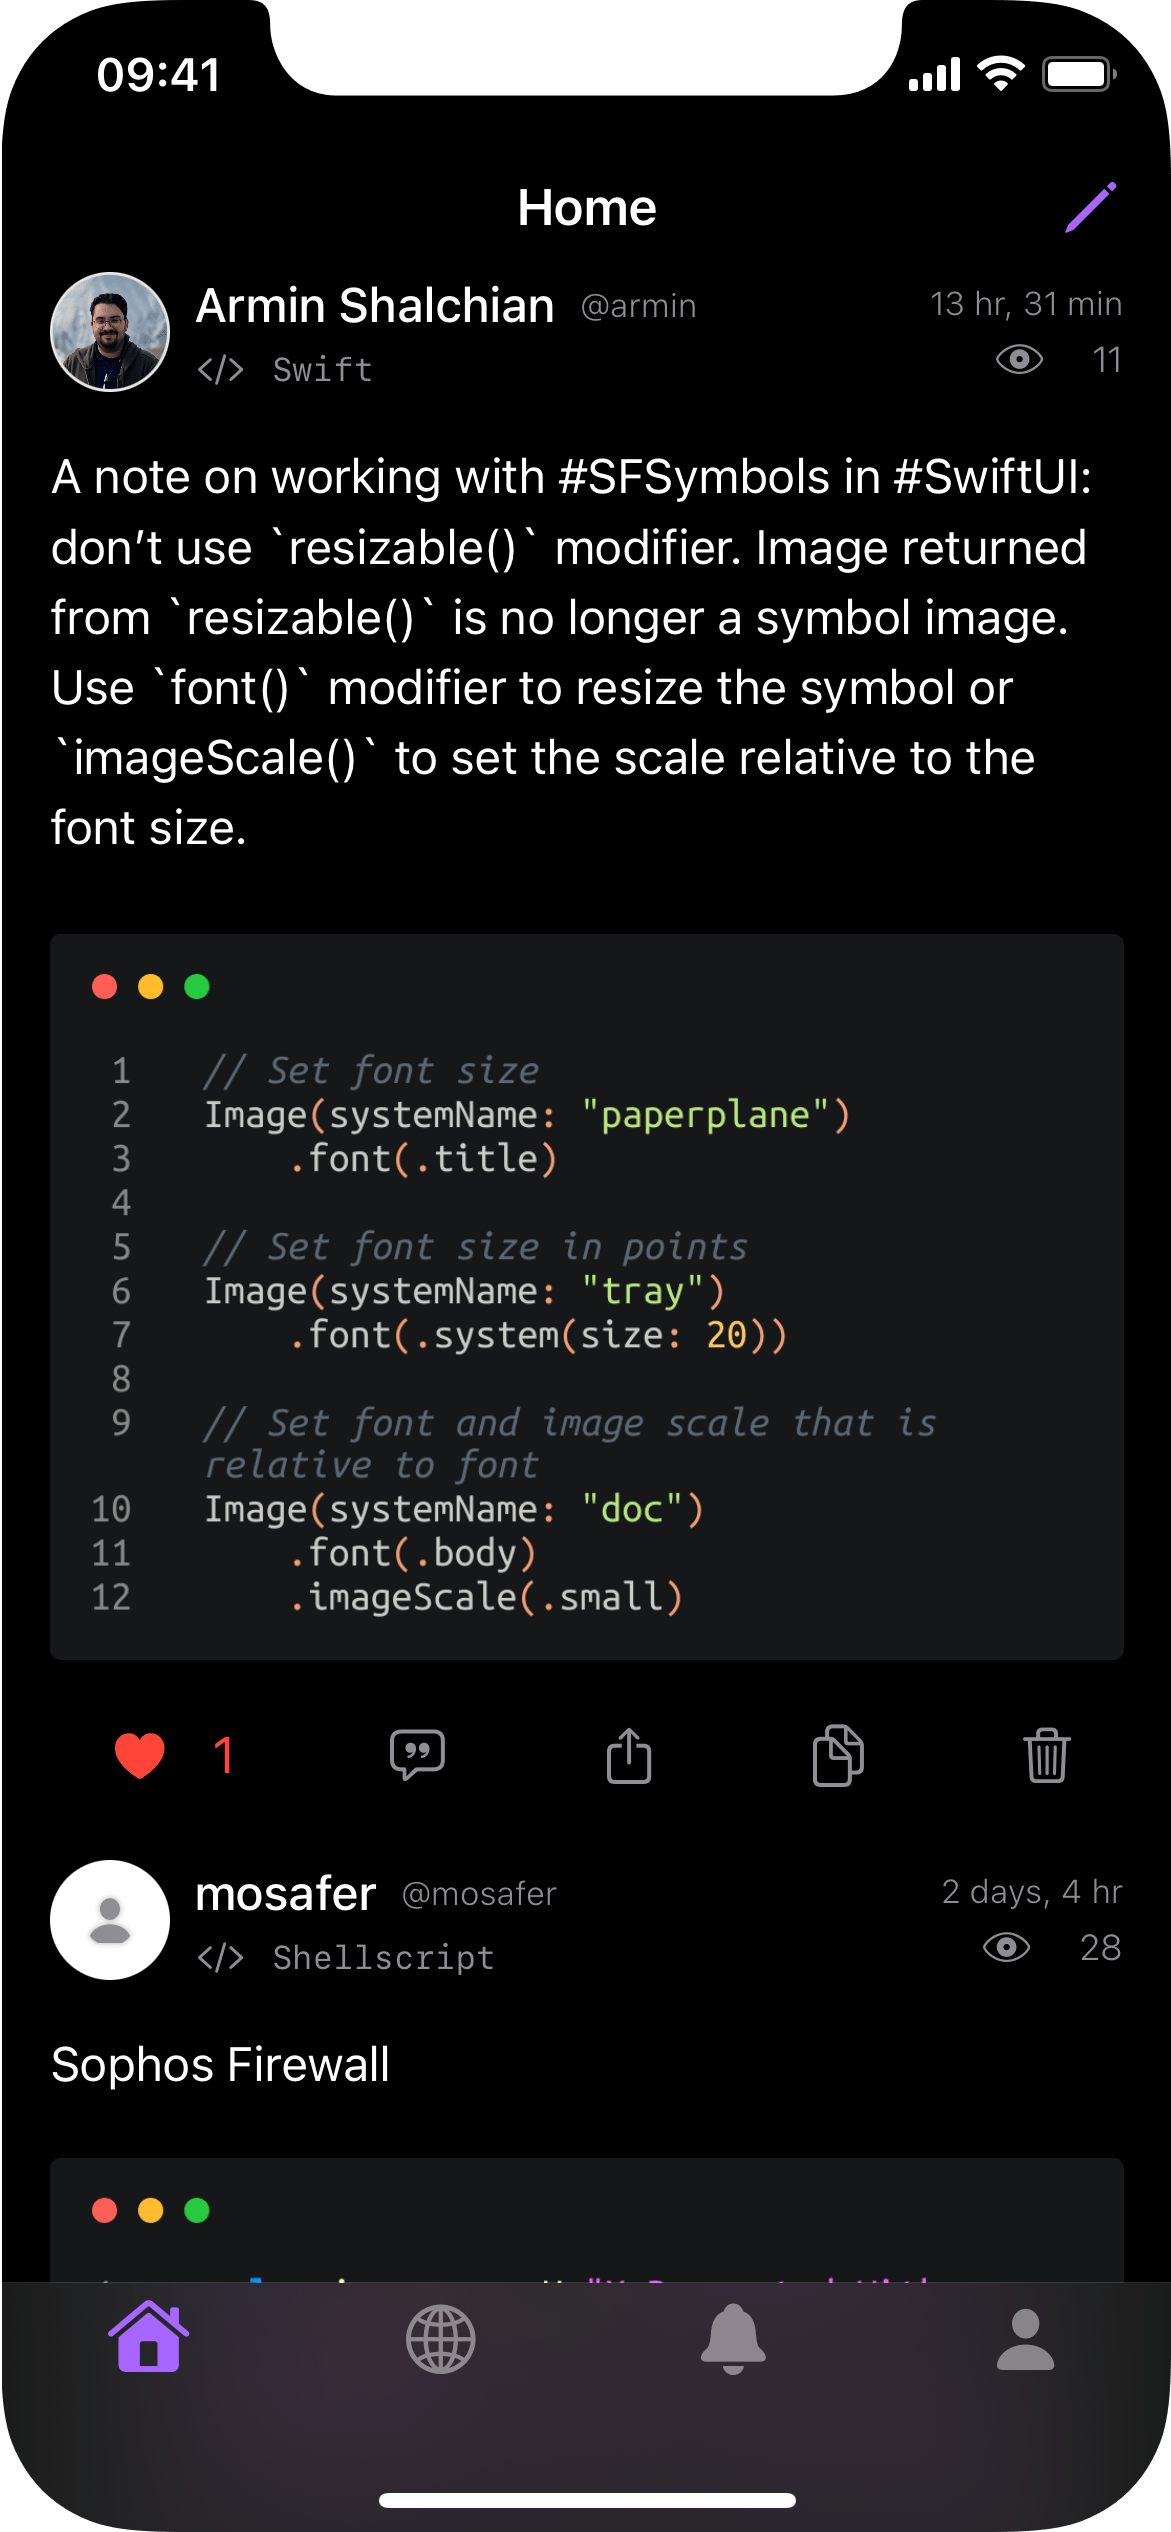 09:41
Home
Armin Shalchian @armin 13 hr, 31 min
</> Swift 11
A note on working with #SFSymbols in #SwiftUI:
don’t use `resizable()` modifier. Image returned
from `resizable()` is no longer a symbol image.
Use `font()` modifier to resize the symbol or
`imageScale()` to set the scale relative to the
font size.
1 // Set font size
2 Image(systemName: "paperplane")
3     .font(.title)
4
5 // Set font size in points
6 Image(systemName: "tray")
7     .font(.system(size: 20))
8
9 // Set font and image scale that is
relative to font
10 Image(systemName: "doc")
11     .font(.body)
12     .imageScale(.small)
1
mosafer @mosafer 2 days, 4 hr
</> Shellscript 28
Sophos Firewall